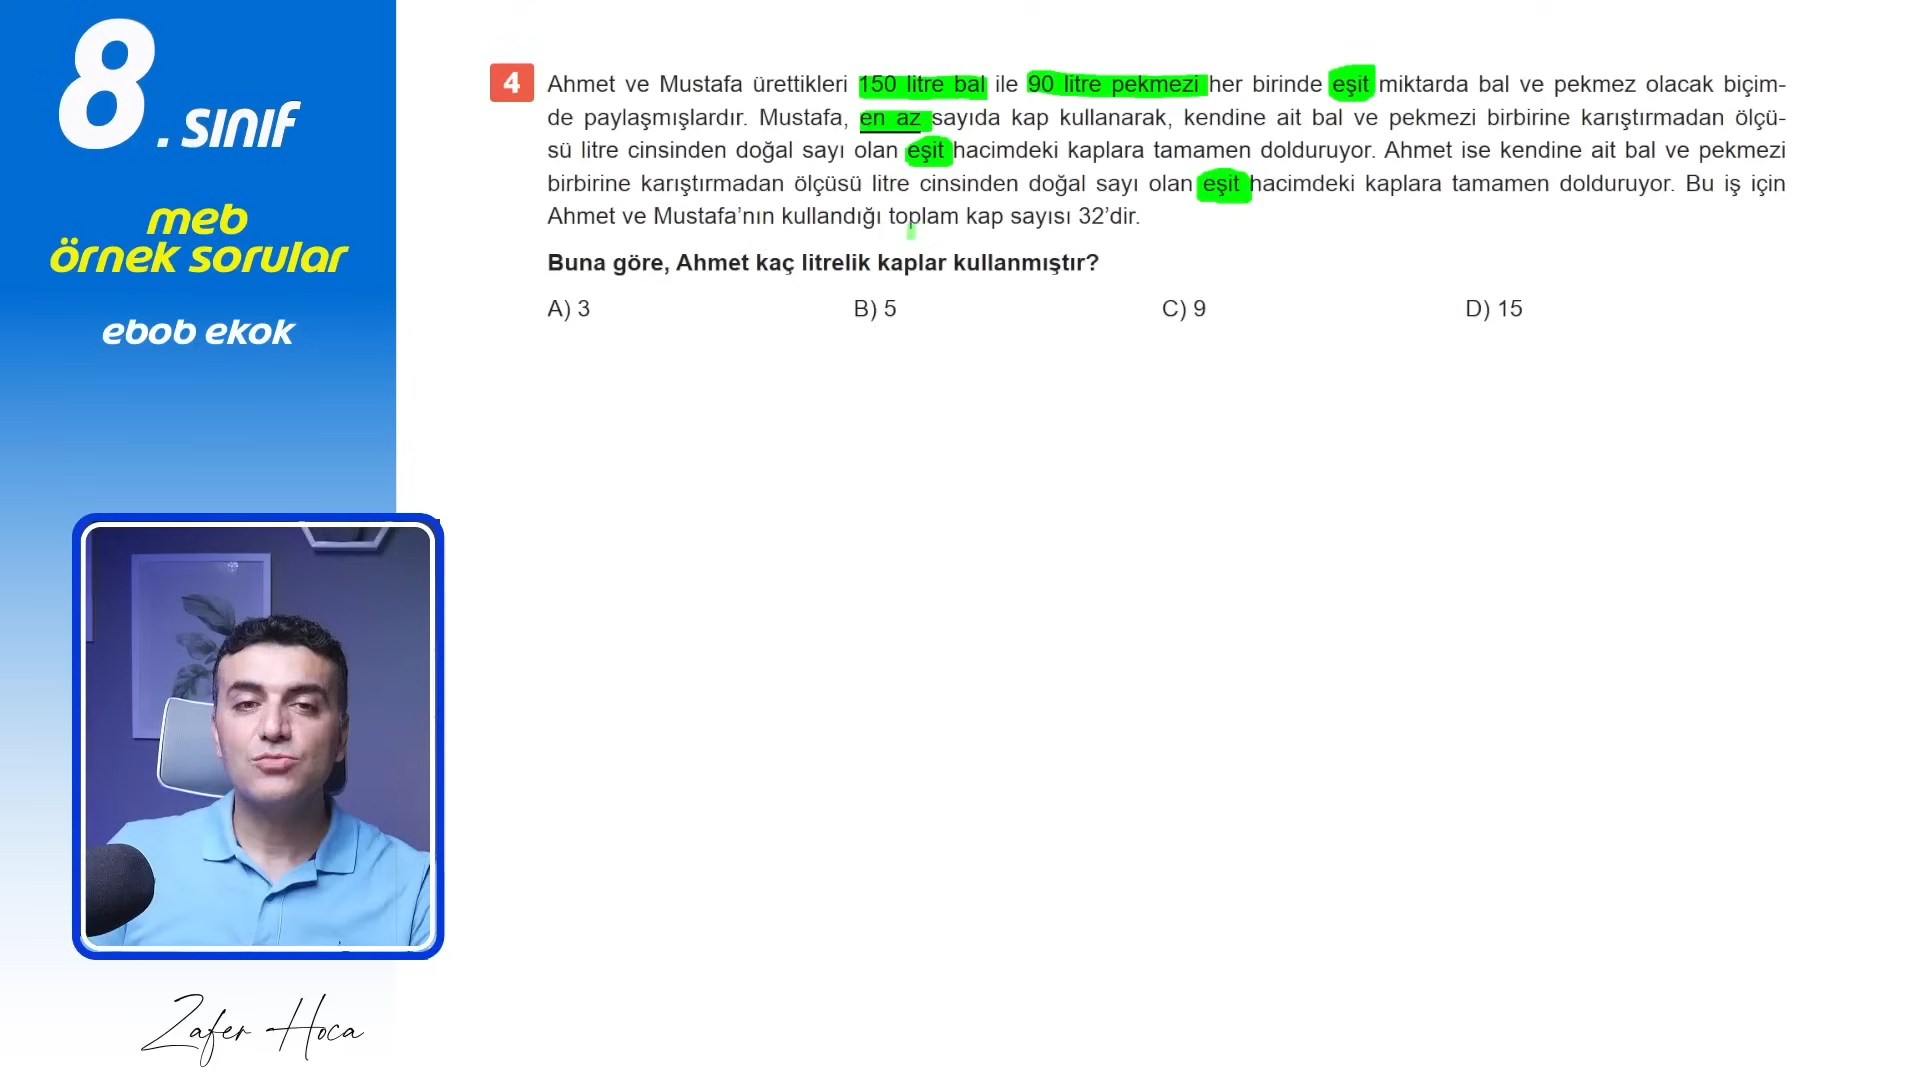 8. sınıf
meb
örnek sorular
ebob ekok
4 Ahmet ve Mustafa ürettikleri 150 litre bal ile 90 litre pekmezi her birinde eşit miktarda bal ve pekmez olacak biçim-
de paylaşmışlardır. Mustafa, en az sayıda kap kullanarak, kendine ait bal ve pekmezi birbirine karıştırmadan ölçü-
sü litre cinsinden doğal sayı olan eşit hacimdeki kaplara tamamen dolduruyor. Ahmet ise kendine ait bal ve pekmezi
birbirine karıştırmadan ölçüsü litre cinsinden doğal sayı olan eşit hacimdeki kaplara tamamen dolduruyor. Bu iş için
Ahmet ve Mustafa’nın kullandığı toplam kap sayısı 32’dir.
Buna göre, Ahmet kaç litrelik kaplar kullanmıştır?
A) 3 B) 5 C) 9 D) 15
Zafer Hoca